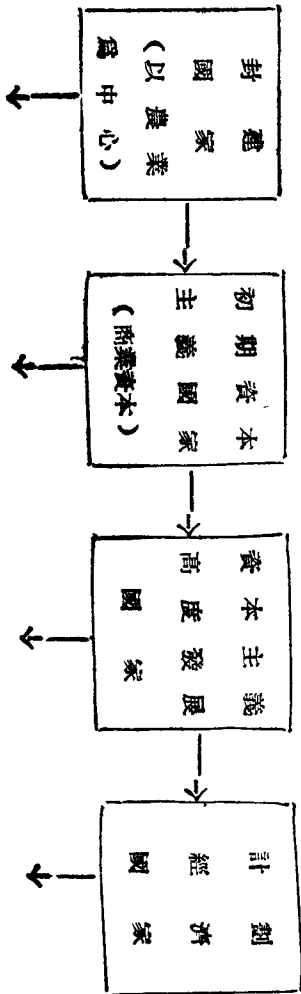 封建
國家
(以農業
爲中心)
初期資本
主義國家
(商業資本)
資本主義
高度發展
國家
計劃
經濟
國家